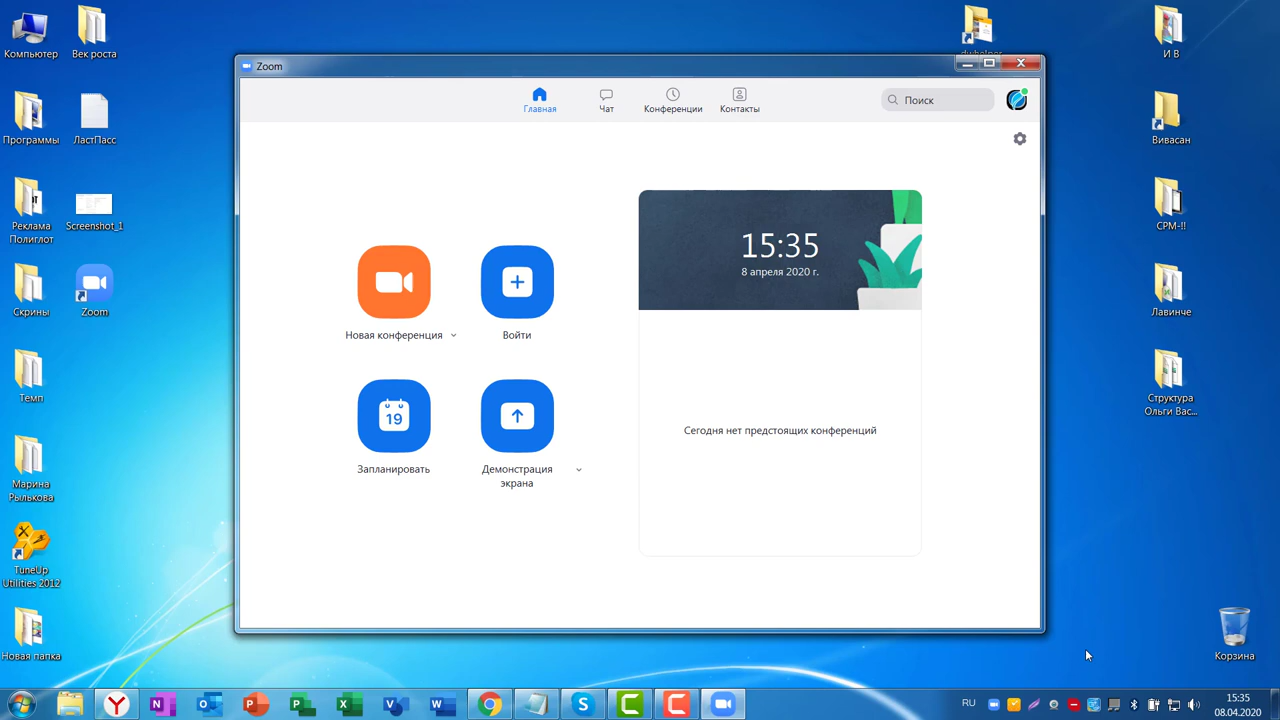 Компьютер
Век роста
Программы
ЛастПасс
Реклама
Полиглот
Screenshot_1
Скрины
Zoom
Темп
Марина
Рылькова
TuneUp
Utilities 2012
Новая папка
Zoom
Главная
Чат
Конференции
Контакты
Поиск
Новая конференция
Войти
19
Запланировать
Демонстрация
экрана
15:35
8 апреля 2020 г.
Сегодня нет предстоящих конференций
И В
Вивасан
СРМ-!!
Лавинче
Структура
Ольги Вас...
Корзина
RU
15:35
08.04.2020